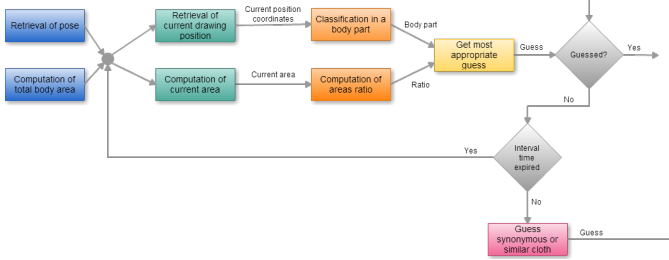 Retrieval of pose
Computation of
total body area
Retrieval of
current drawing
position
Computation of
current area
Current position
coordinates
Current area
Classification in a
body part
Computation of
areas ratio
Body part
Ratio
Get most
appropriate
guess
Guess
Guessed?
Yes
No
Interval
time
expired
Yes
No
Guess
synonymous or
similar cloth
Guess